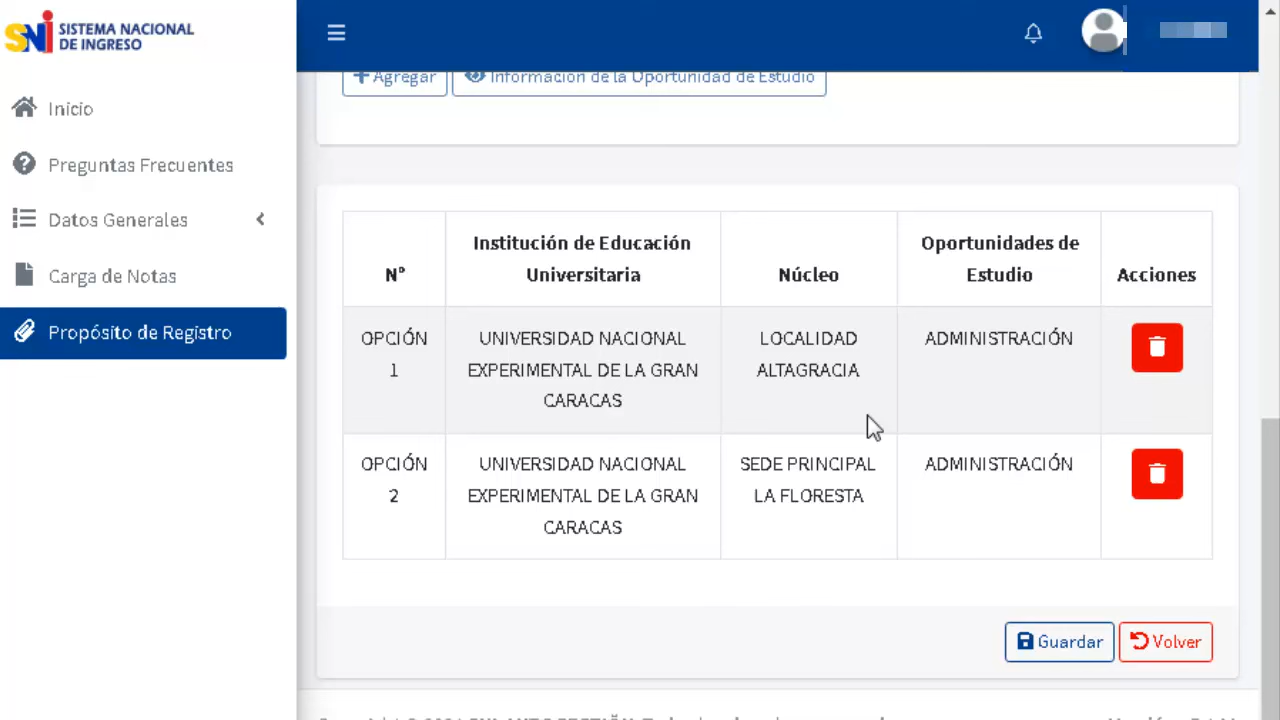 SNI SISTEMA NACIONAL
DE INGRESO
Inicio
Preguntas Frecuentes
Datos Generales
Carga de Notas
Propósito de Registro
Agregar
Información de la Oportunidad de Estudio
Institución de Educación
Oportunidades de
Nº
Universitaria
Núcleo
Estudio
Acciones
OPCIÓN
UNIVERSIDAD NACIONAL
LOCALIDAD
ADMINISTRACIÓN
1
EXPERIMENTAL DE LA GRAN
ALTAGRACIA
CARACAS
OPCIÓN
UNIVERSIDAD NACIONAL
SEDE PRINCIPAL
ADMINISTRACIÓN
2
EXPERIMENTAL DE LA GRAN
LA FLORESTA
CARACAS
Guardar
Volver